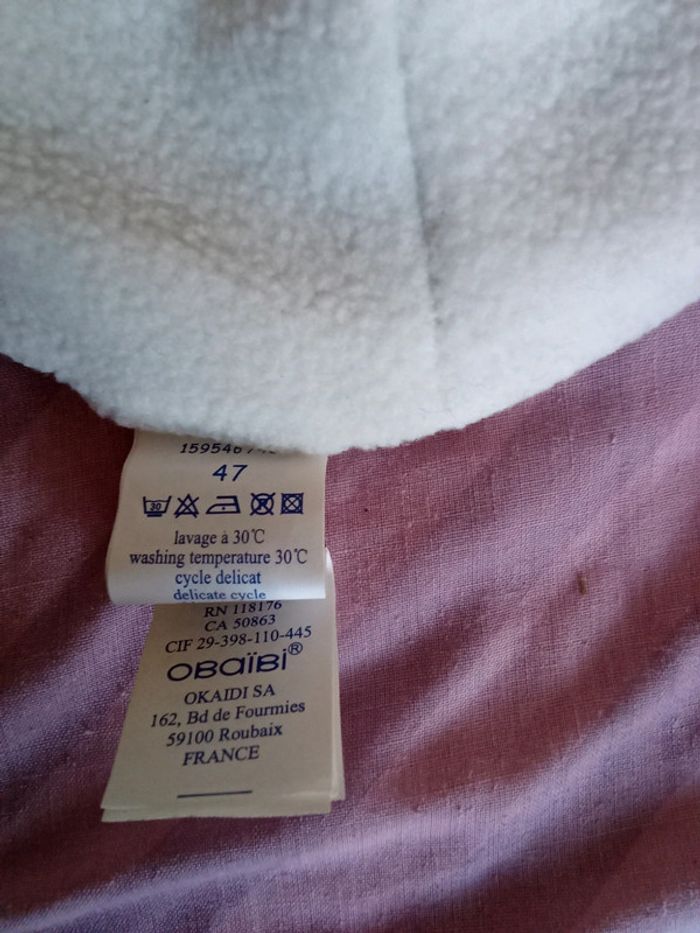 47
30
lavage à 30°C
washing temperature 30°C
cycle delicat
delicate cycle
RN 118176
CA 50863
CIF 29-398-110-445
OBaïBi®
OKAIDI SA
162, Bd de Fourmies
59100 Roubaix
FRANCE